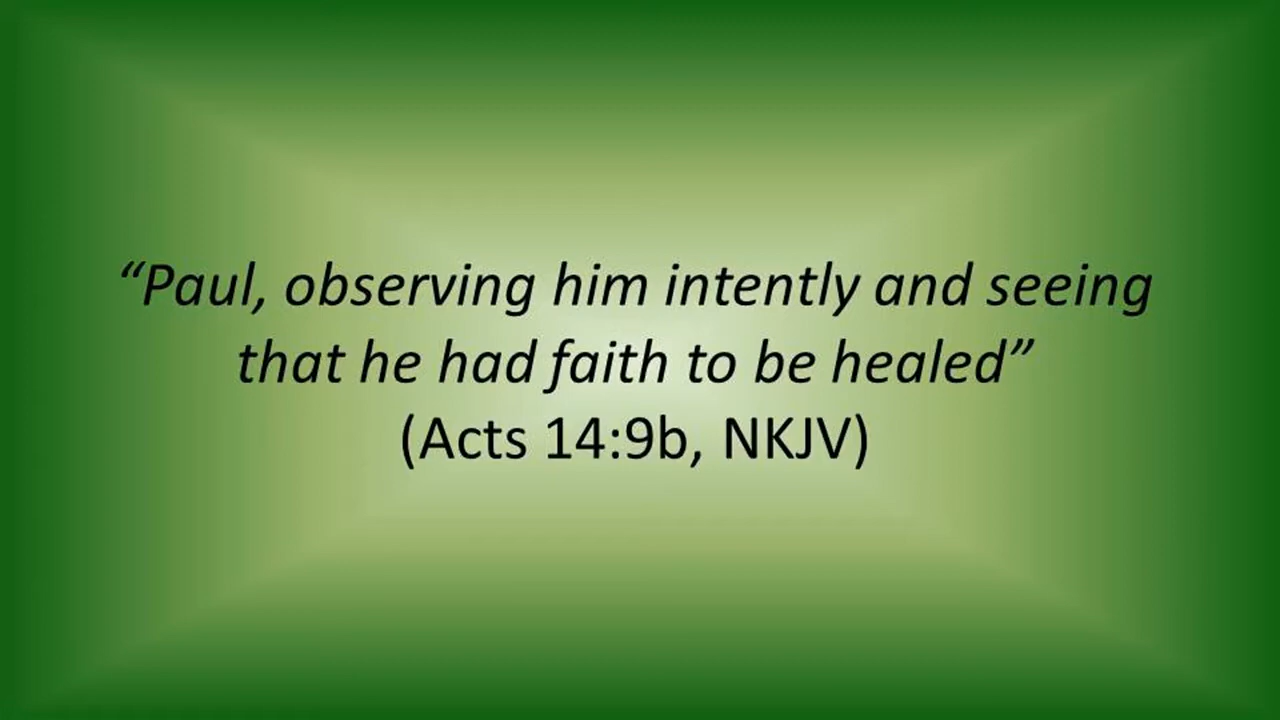 “Paul, observing him intently and seeing
that he had faith to be healed”
(Acts 14:9b, NKJV)